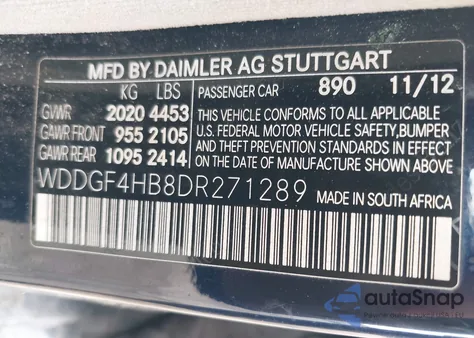 MFD BY DAIMLER AG STUTTGART
KG LBS PASSENGER CAR 890 11/12
GVWR 2020 4453
GAWR FRONT 955 2105
GAWR REAR 1095 2414
THIS VEHICLE CONFORMS TO ALL APPLICABLE
U.S. FEDERAL MOTOR VEHICLE SAFETY, BUMPER
AND THEFT PREVENTION STANDARDS IN EFFECT
ON THE DATE OF MANUFACTURE SHOWN ABOVE.
WDDGF4HB8DR271289 MADE IN SOUTH AFRICA
autoSnap